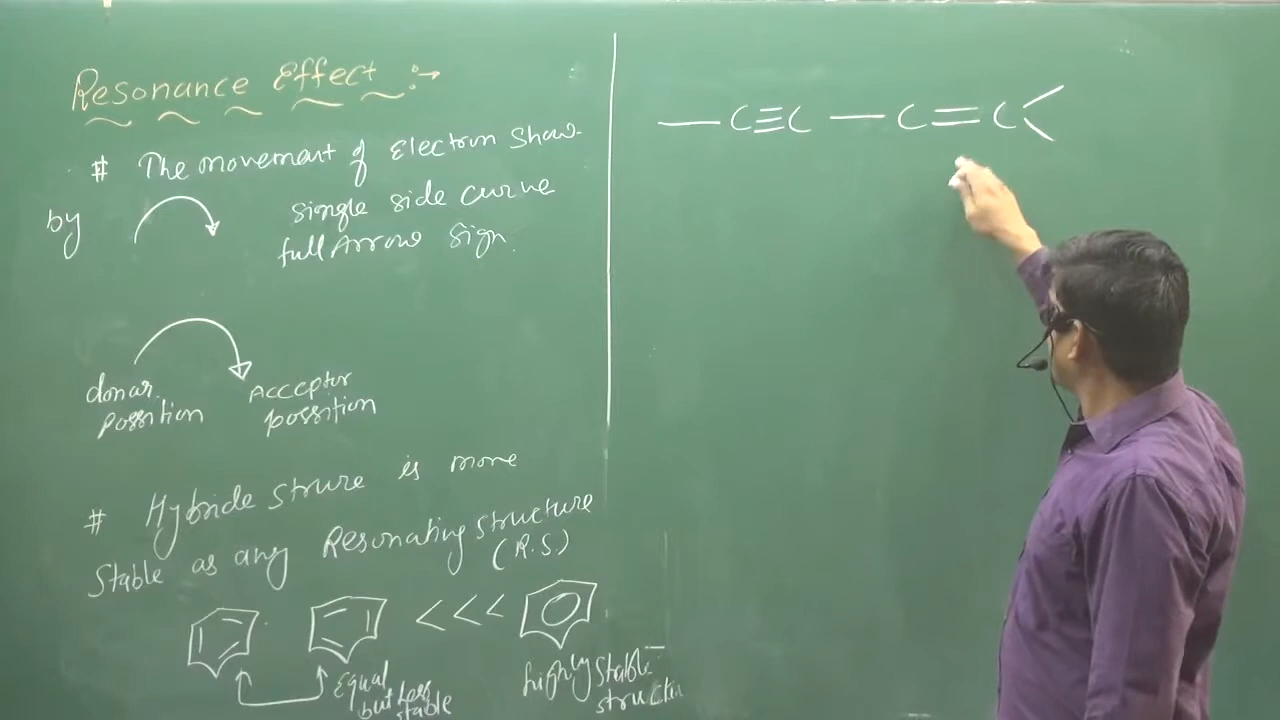 Resonance Effect :→
# The movement of Electron Show-
by single side curve
full Arrow sign.
donar
possition
Acceptor
possition
# Hybride Strure is more
Stable as any Resonating structure
(R.S.)
<<<
Equal
but Less
stable
highly stable
structu
— C≡C — C=C<